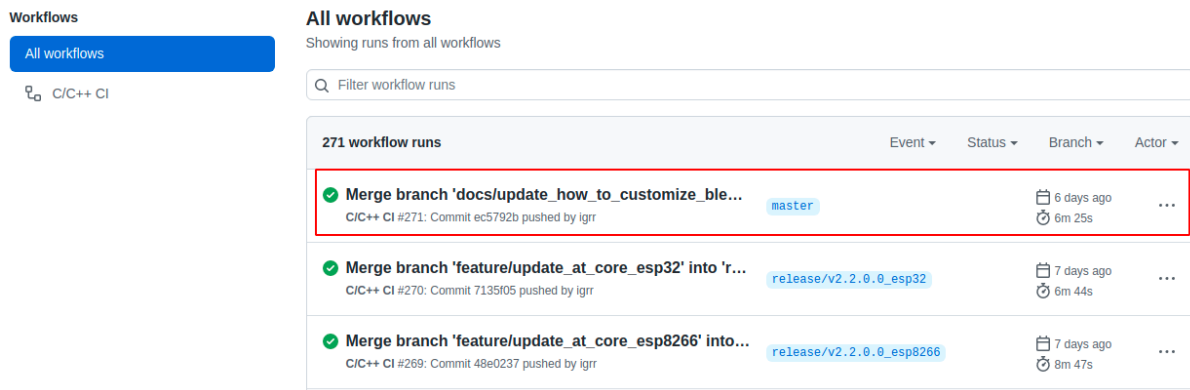 Workflows
All workflows
C/C++ CI
All workflows
Showing runs from all workflows
Filter workflow runs
271 workflow runs Event Status Branch Actor
Merge branch 'docs/update_how_to_customize_ble...
C/C++ CI #271: Commit ec5792b pushed by igrr
master
6 days ago
6m 25s
Merge branch 'feature/update_at_core_esp32' into 'r...
C/C++ CI #270: Commit 7135f05 pushed by igrr
release/v2.2.0.0_esp32
7 days ago
6m 44s
Merge branch 'feature/update_at_core_esp8266' into...
C/C++ CI #269: Commit 48e0237 pushed by igrr
release/v2.2.0.0_esp8266
7 days ago
8m 47s